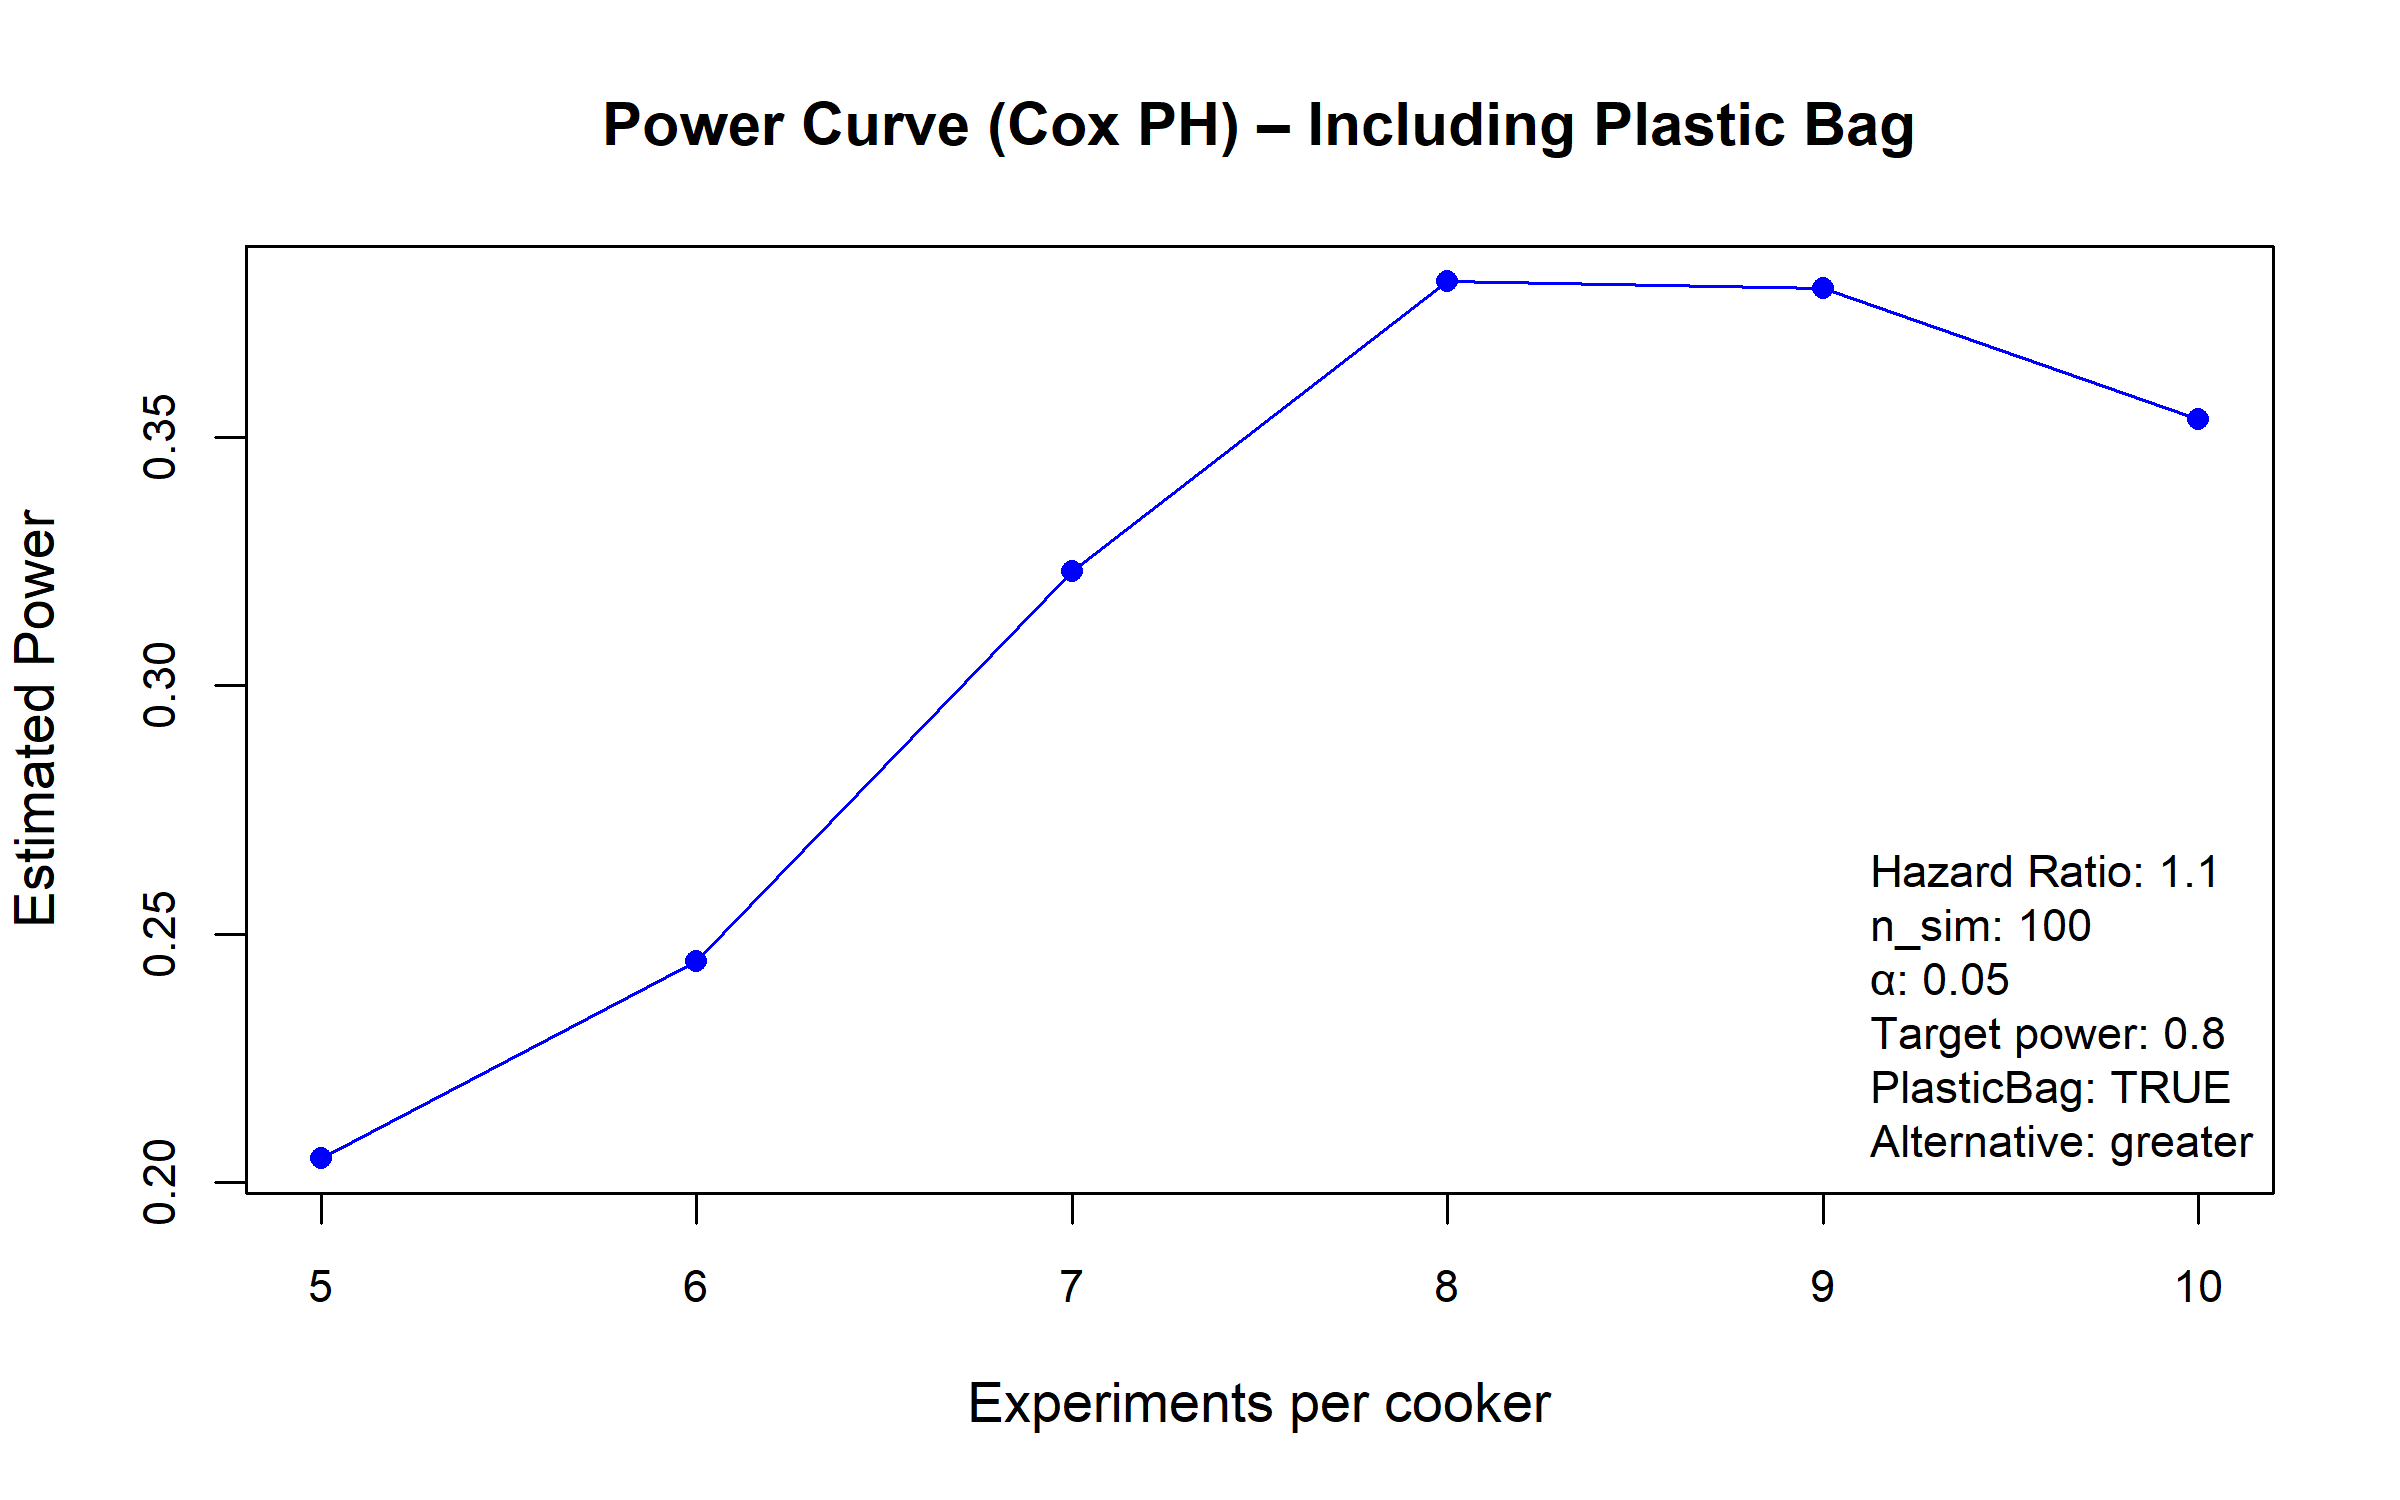 Power Curve (Cox PH) – Including Plastic Bag
Estimated Power
0.35
0.30
0.25
0.20
Hazard Ratio: 1.1
n_sim: 100
α: 0.05
Target power: 0.8
PlasticBag: TRUE
Alternative: greater
5 6 7 8 9 10
Experiments per cooker